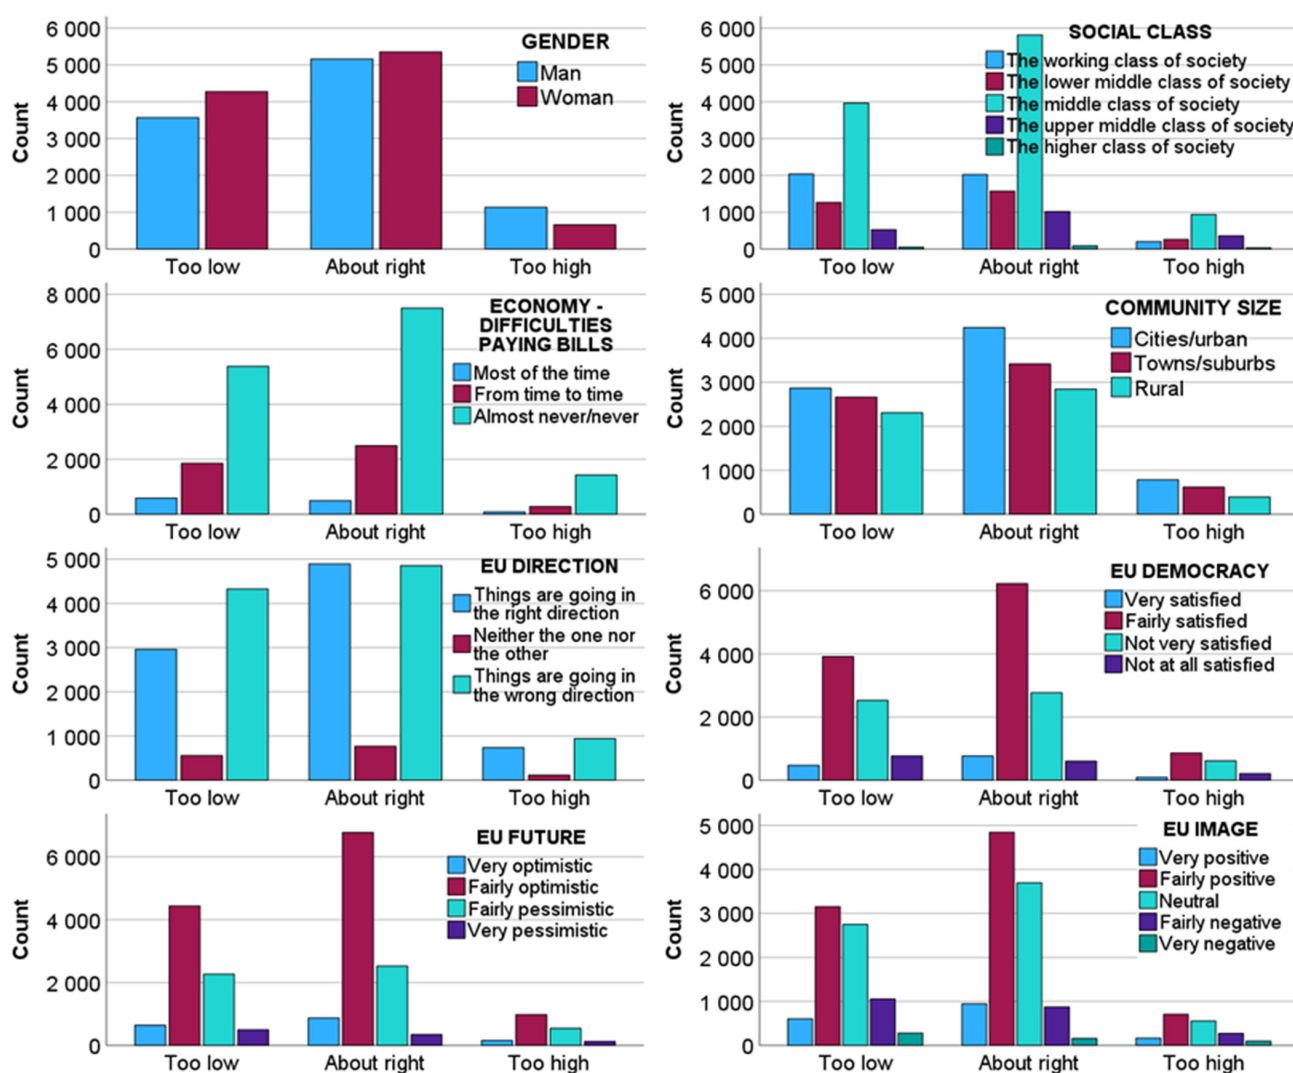 6 000
5 000
4 000
3 000
2 000
1 000
0
Count
GENDER
Man
Woman
Too low
About right
Too high
6 000
5 000
4 000
3 000
2 000
1 000
0
Count
SOCIAL CLASS
The working class of society
The lower middle class of society
The middle class of society
The upper middle class of society
The higher class of society
Too low
About right
Too high
8 000
6 000
4 000
2 000
0
Count
ECONOMY -
DIFFICULTIES
PAYING BILLS
Most of the time
From time to time
Almost never/never
Too low
About right
Too high
5 000
4 000
3 000
2 000
1 000
0
Count
COMMUNITY SIZE
Cities/urban
Towns/suburbs
Rural
Too low
About right
Too high
5 000
4 000
3 000
2 000
1 000
0
Count
EU DIRECTION
Things are going in
the right direction
Neither the one nor
the other
Things are going in
the wrong direction
Too low
About right
Too high
6 000
4 000
2 000
0
Count
EU DEMOCRACY
Very satisfied
Fairly satisfied
Not very satisfied
Not at all satisfied
Too low
About right
Too high
6 000
4 000
2 000
0
Count
EU FUTURE
Very optimistic
Fairly optimistic
Fairly pessimistic
Very pessimistic
Too low
About right
Too high
5 000
4 000
3 000
2 000
1 000
0
Count
EU IMAGE
Very positive
Fairly positive
Neutral
Fairly negative
Very negative
Too low
About right
Too high